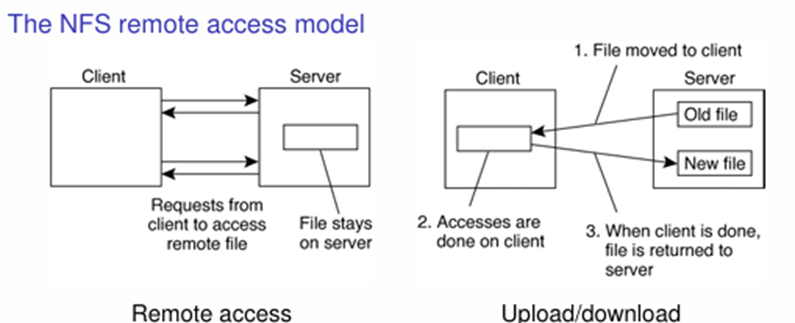 The NFS remote access model
Client
Server
Requests from
client to access
remote file
File stays
on server
Remote access
1. File moved to client
Client
Server
Old file
New file
2. Accesses are
done on client
3. When client is done,
file is returned to
server
Upload/download